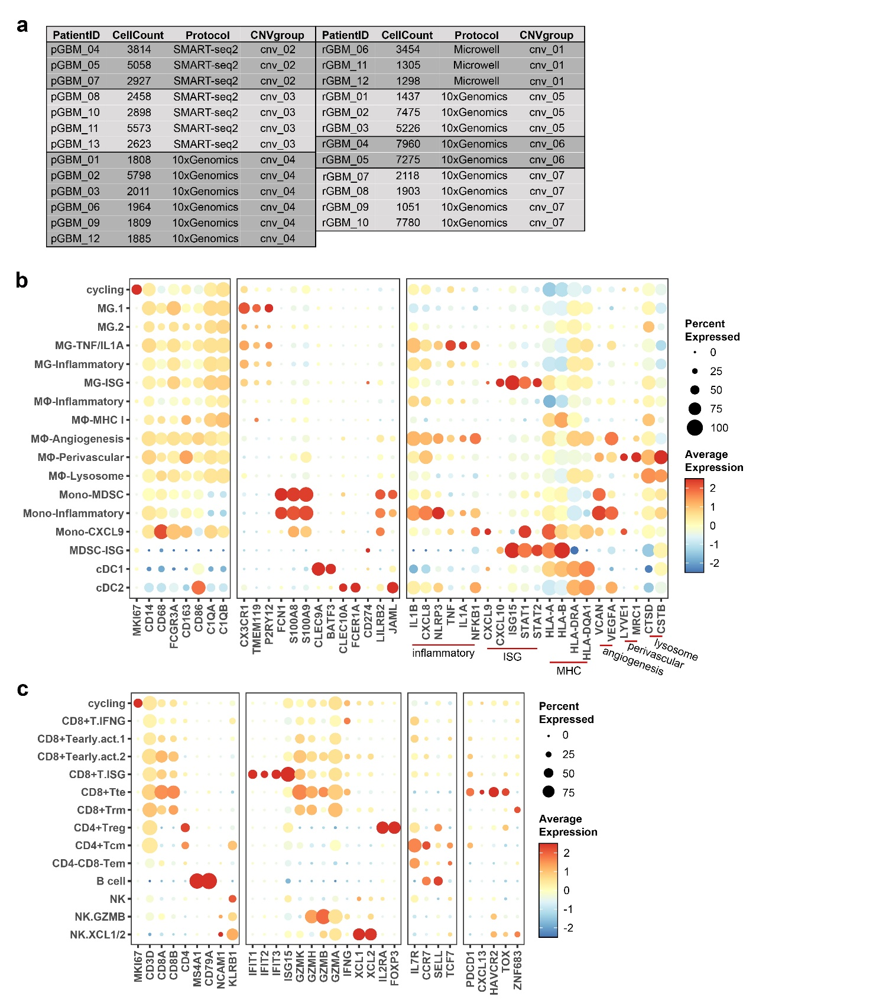 a
PatientID CellCount Protocol CNVgroup PatientID CellCount Protocol CNVgroup
pGBM_04 3814 SMART-seq2 cnv_02 rGBM_06 3454 Microwell cnv_01
pGBM_05 5058 SMART-seq2 cnv_02 rGBM_11 1305 Microwell cnv_01
pGBM_07 2927 SMART-seq2 cnv_02 rGBM_12 1298 Microwell cnv_01
pGBM_08 2458 SMART-seq2 cnv_03 rGBM_01 1437 10xGenomics cnv_05
pGBM_10 2898 SMART-seq2 cnv_03 rGBM_02 7475 10xGenomics cnv_05
pGBM_11 5573 SMART-seq2 cnv_03 rGBM_03 5226 10xGenomics cnv_05
pGBM_13 2623 SMART-seq2 cnv_03 rGBM_04 7960 10xGenomics cnv_06
pGBM_01 1808 10xGenomics cnv_04 rGBM_05 7275 10xGenomics cnv_06
pGBM_02 5798 10xGenomics cnv_04 rGBM_07 2118 10xGenomics cnv_07
pGBM_03 2011 10xGenomics cnv_04 rGBM_08 1903 10xGenomics cnv_07
pGBM_06 1964 10xGenomics cnv_04 rGBM_09 1051 10xGenomics cnv_07
pGBM_09 1809 10xGenomics cnv_04 rGBM_10 7780 10xGenomics cnv_07
pGBM_12 1885 10xGenomics cnv_04
b
cycling
MG.1
MG.2
MG-TNF/IL1A
MG-Inflammatory
MG-ISG
MΦ-Inflammatory
MΦ-MHC I
MΦ-Angiogenesis
MΦ-Perivascular
MΦ-Lysosome
Mono-MDSC
Mono-Inflammatory
Mono-CXCL9
MDSC-ISG
cDC1
cDC2
MKI67 CD14 CD68 FCGR3A CD163 CD86 C1QA C1QB CX3CR1 TMEM119 P2RY12 FCN1 S100A8 S100A9 CLEC9A BATF3 CLEC10A FCER1A CD274 LILRB2 JAML IL1B CXCL8 NLRP3 TNF IL1A NFKB1 CXCL9 CXCL10 ISG15 STAT1 STAT2 HLA-A HLA-B HLA-DRA HLA-DQA1 VCAN VEGFA LYVE1 MRC1 CTSD CSTB
inflammatory
ISG
MHC
angiogenesis
perivascular
lysosome
Percent
Expressed
0
25
50
75
100
Average
Expression
2
1
0
-1
-2
c
cycling
CD8+T.IFNG
CD8+Tearly.act.1
CD8+Tearly.act.2
CD8+T.ISG
CD8+Tte
CD8+Trm
CD4+Treg
CD4+Tcm
CD4-CD8-Tem
B cell
NK
NK.GZMB
NK.XCL1/2
MKI67 CD3D CD8A CD8B CD4 MS4A1 CD79A NCAM1 KLRB1 IFIT1 IFIT2 IFIT3 ISG15 GZMK GZMH GZMB GZMA IFNG XCL1 XCL2 IL2RA FOXP3 IL7R CCR7 SELL TCF7 PDCD1 CXCL13 HAVCR2 TOX ZNF683
Percent
Expressed
0
25
50
75
Average
Expression
2
1
0
-1
-2